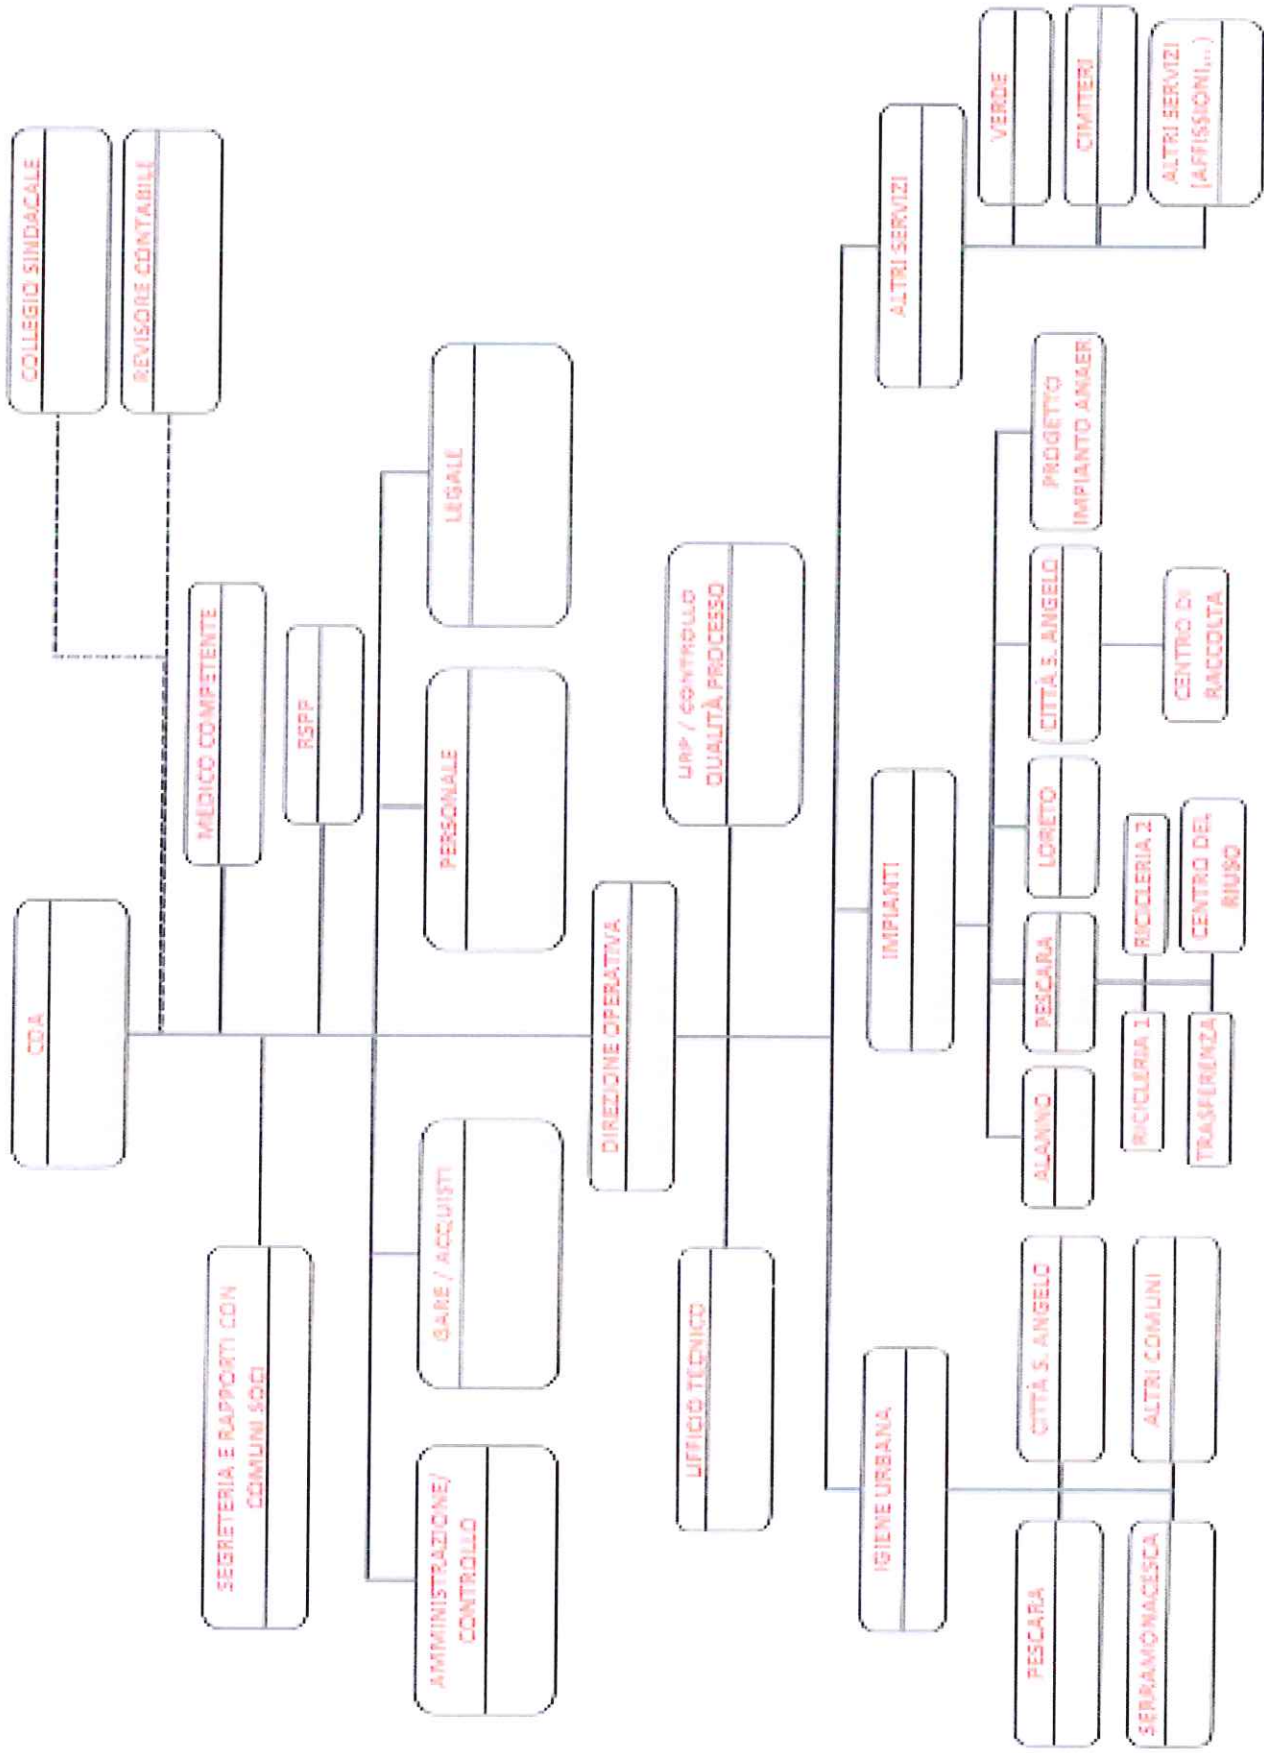 COLLEGIO SINDACALE
REVISORE CONTABILE
CDA
MEDICO COMPETENTE
SEGRETERIA E RAPPORTI CON
COMUNI SOCI
RSPP
AMMINISTRAZIONE/
CONTROLLO
GARE / ACQUISTI
PERSONALE
LEGALE
DIREZIONE OPERATIVA
UFFICIO TECNICO
URP / CONTROLLO
QUALITÀ PROCESSO
IGIENE URBANA
IMPIANTI
ALTRI SERVIZI
PESCARA
CITTÀ S. ANGELO
SERRAMONACESCA
ALTRI COMUNI
ALANNO
PESCARA
LORETO
CITTÀ S. ANGELO
PROGETTO
IMPIANTO ANAER
RICICLERIA 1
RICICLERIA 2
TRASFERENZA
CENTRO DEL
RIUSO
CENTRO DI
RACCOLTA
VERDE
CIMITERI
ALTRI SERVIZI
(AFFISSIONI,...)